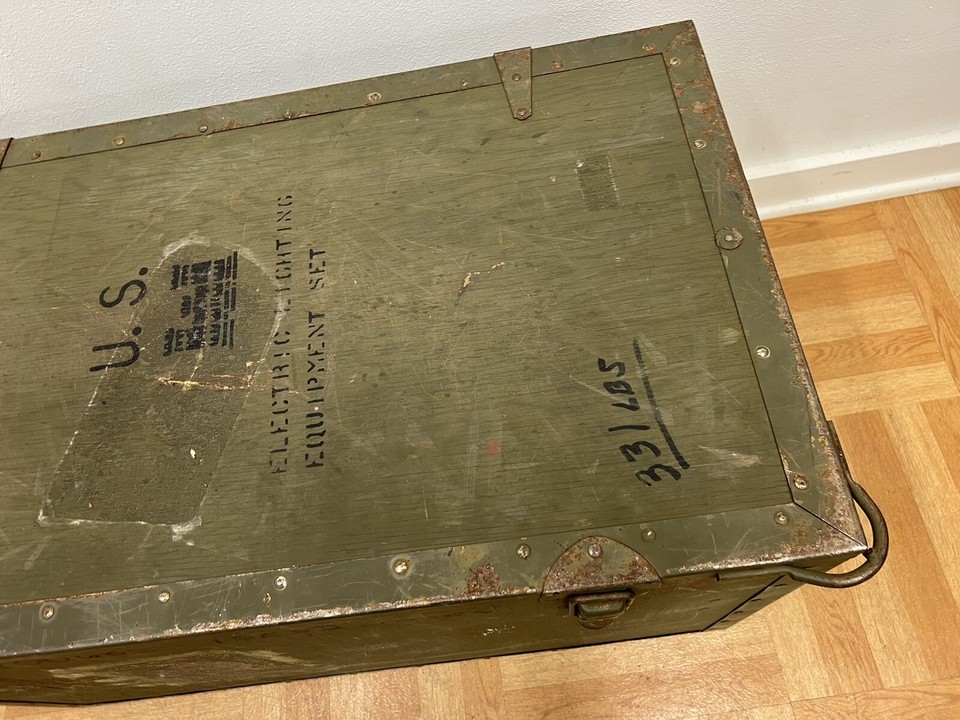 U.S.
ELECTRIC LIGHTING
EQUIPMENT SET
331 LBS